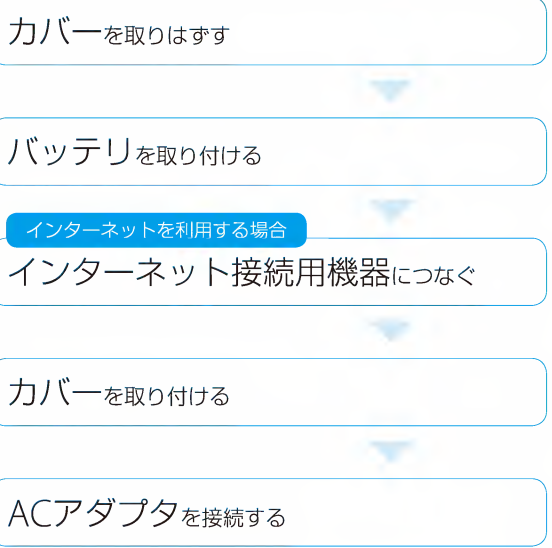 カバーを取りはずす
バッテリを取り付ける
インターネットを利用する場合
インターネット接続用機器につなぐ
カバーを取り付ける
ACアダプタを接続する